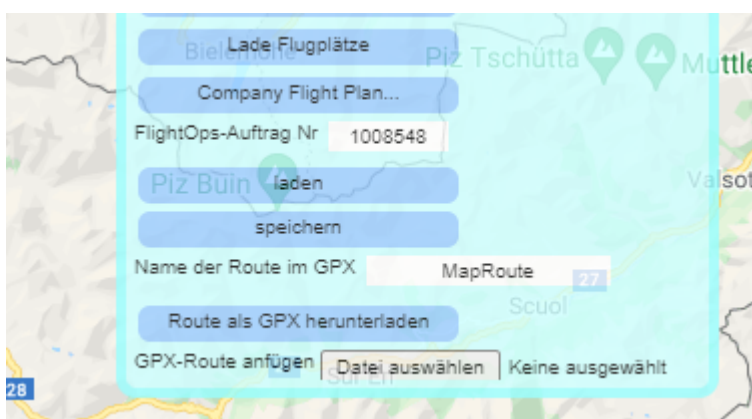 Lade Flugplätze
Bielerhöhe
Piz Tschütta
Muttle
Company Flight Plan...
FlightOps-Auftrag Nr 1008548
Piz Buin
laden
Valsot
speichern
Name der Route im GPX MapRoute
27
Scuol
Route als GPX herunterladen
GPX-Route anfügen Datei auswählen Keine ausgewählt
Sur En
28